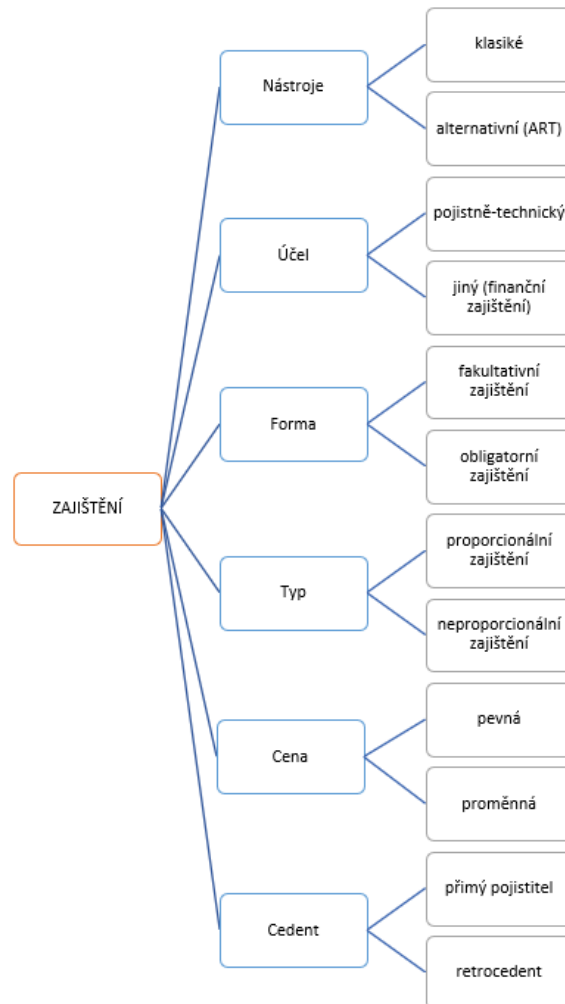 ZAJIŠTĚNÍ
Nástroje
klasiké
alternativní (ART)
Účel
pojistně-technický
jiný (finanční
zajištění)
Forma
fakultativní
zajištění
obligatorní
zajištění
Typ
proporcionální
zajištění
neproporcionální
zajištění
Cena
pevná
proměnná
Cedent
přímý pojistitel
retrocedent